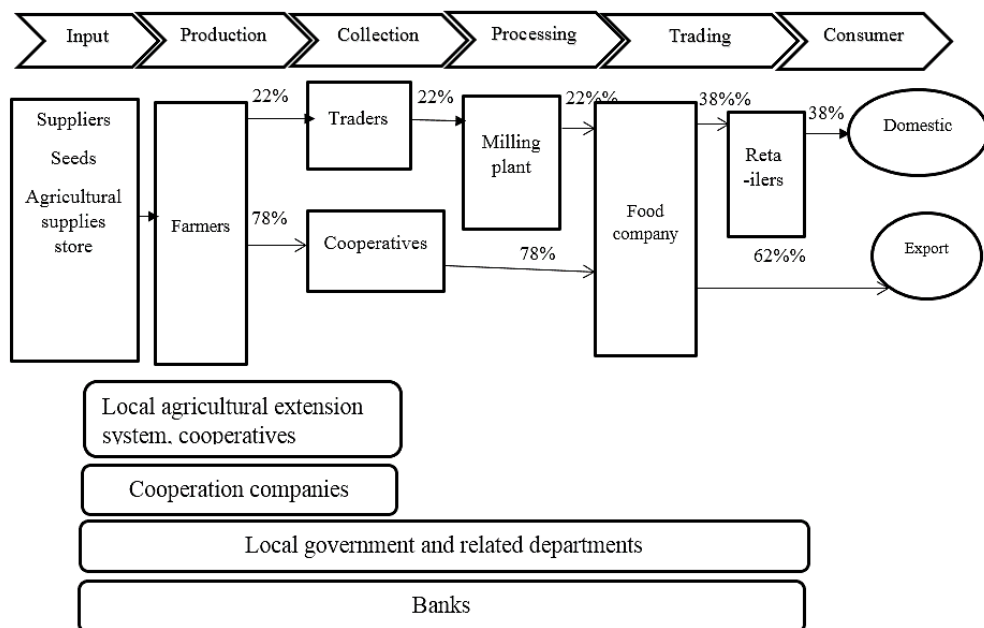 Input
Production
Collection
Processing
Trading
Consumer
Suppliers
Seeds
Agricultural
supplies
store
Farmers
22%
78%
Traders
Cooperatives
22%
78%
Milling
plant
22%%
Food
company
38%%
62%%
Reta
-ilers
38%
Domestic
Export
Local agricultural extension
system, cooperatives
Cooperation companies
Local government and related departments
Banks